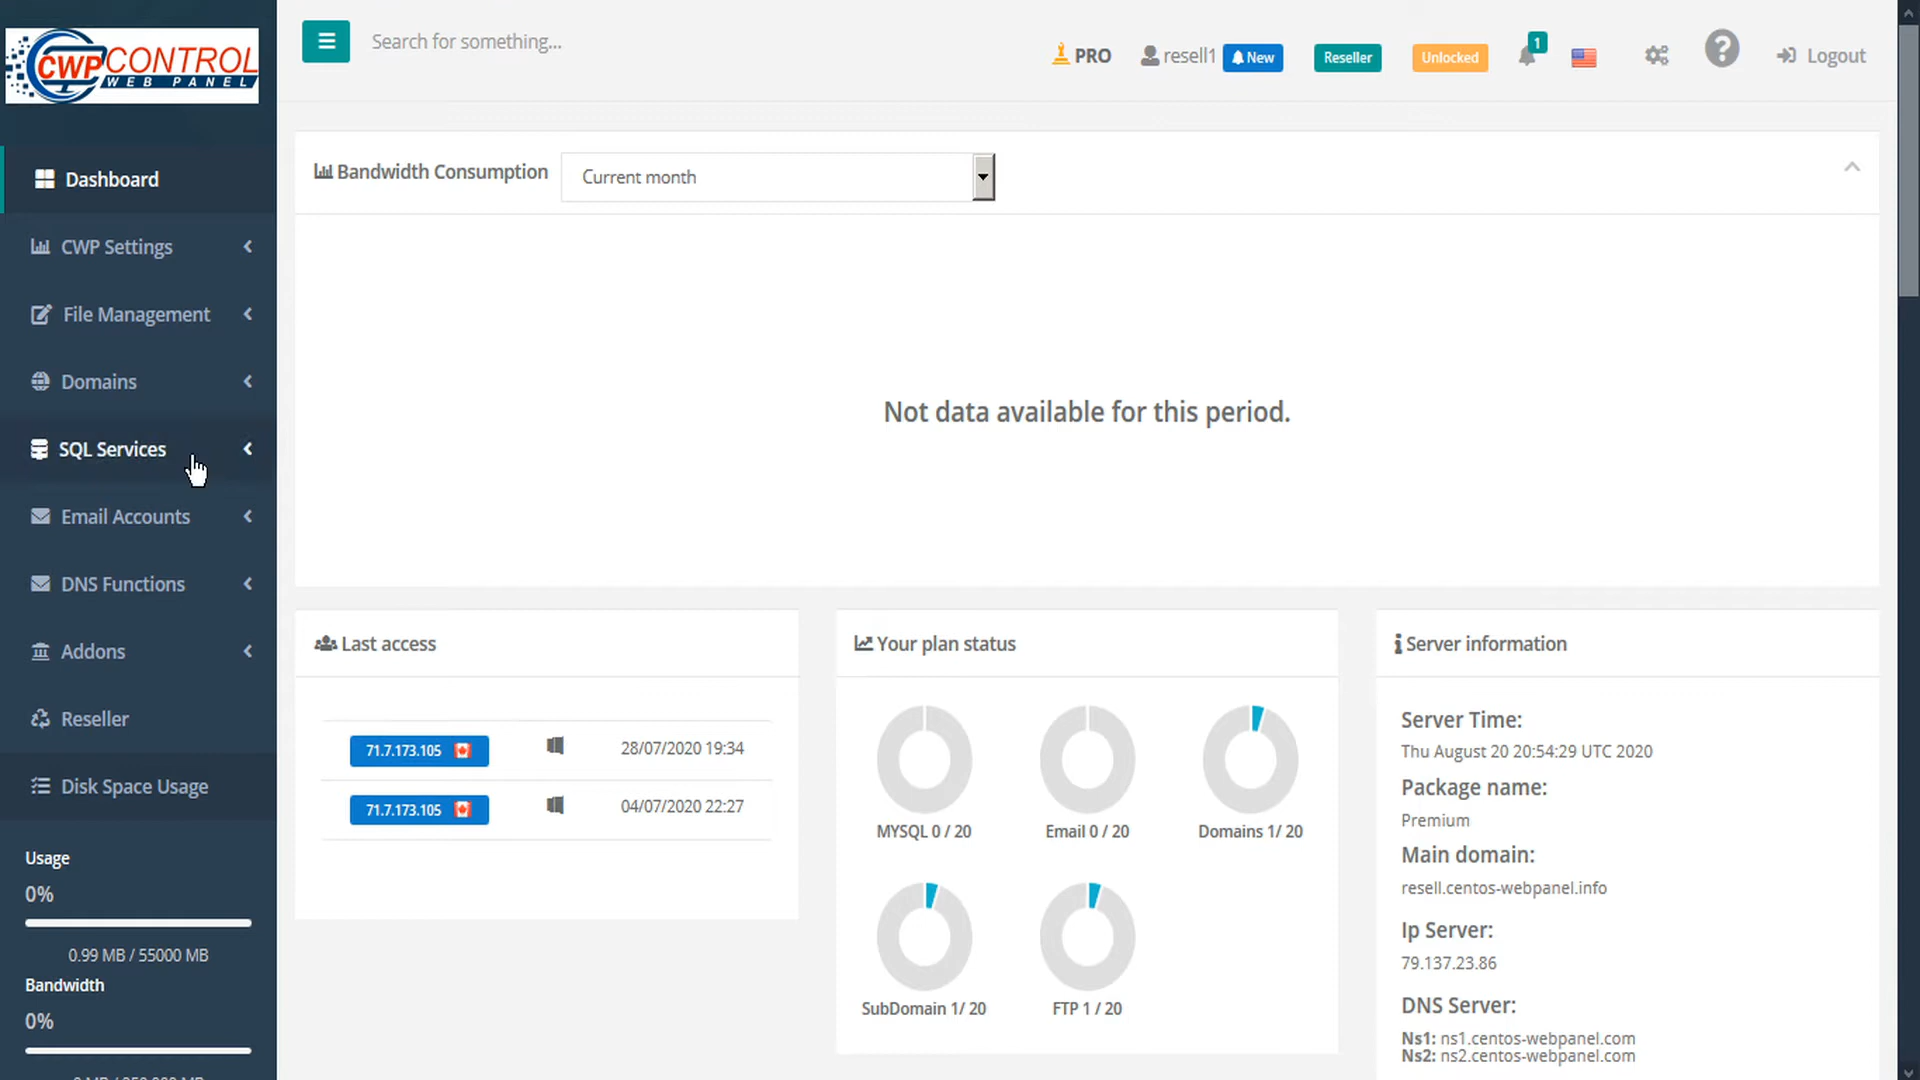 CWP CONTROL
WEB PANEL
Search for something...
PRO
resell1
New
Reseller
Unlocked
1
?
Logout
Dashboard
CWP Settings
File Management
Domains
SQL Services
Email Accounts
DNS Functions
Addons
Reseller
Disk Space Usage
Usage
0%
0.99 MB / 55000 MB
Bandwidth
0%
Bandwidth Consumption
Current month
Not data available for this period.
Last access
71.7.173.105
28/07/2020 19:34
71.7.173.105
04/07/2020 22:27
Your plan status
MYSQL 0 / 20
Email 0 / 20
Domains 1/ 20
SubDomain 1/ 20
FTP 1 / 20
Server information
Server Time:
Thu August 20 20:54:29 UTC 2020
Package name:
Premium
Main domain:
resell.centos-webpanel.info
Ip Server:
79.137.23.86
DNS Server:
Ns1: ns1.centos-webpanel.com
Ns2: ns2.centos-webpanel.com